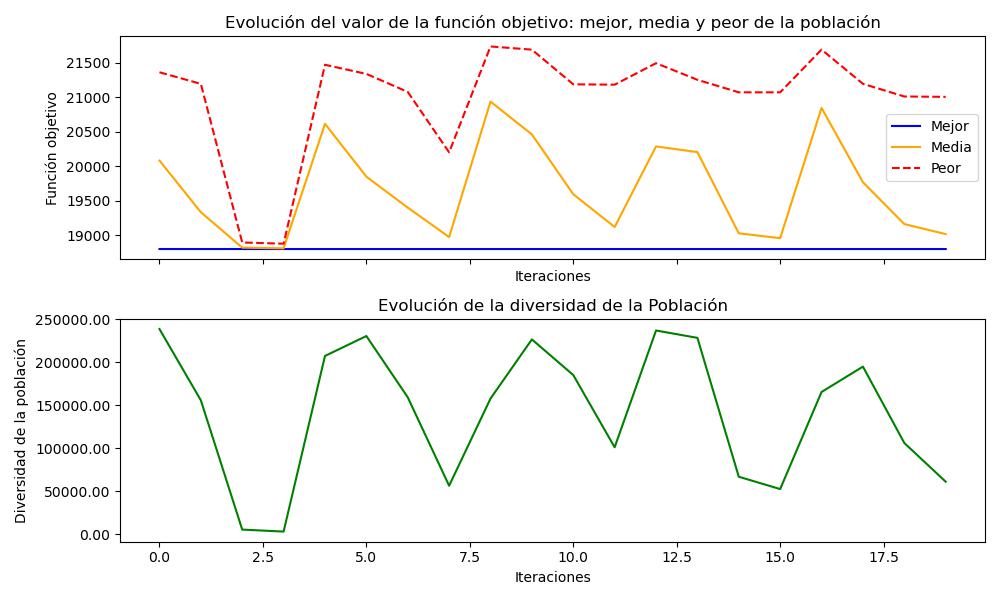 Evolución del valor de la función objetivo: mejor, media y peor de la población
21500
21000
20500
20000
19500
19000
Función objetivo
Mejor
Media
Peor
Iteraciones
Evolución de la diversidad de la Población
250000.00
200000.00
150000.00
100000.00
50000.00
0.00
Diversidad de la población
0.0 2.5 5.0 7.5 10.0 12.5 15.0 17.5
Iteraciones